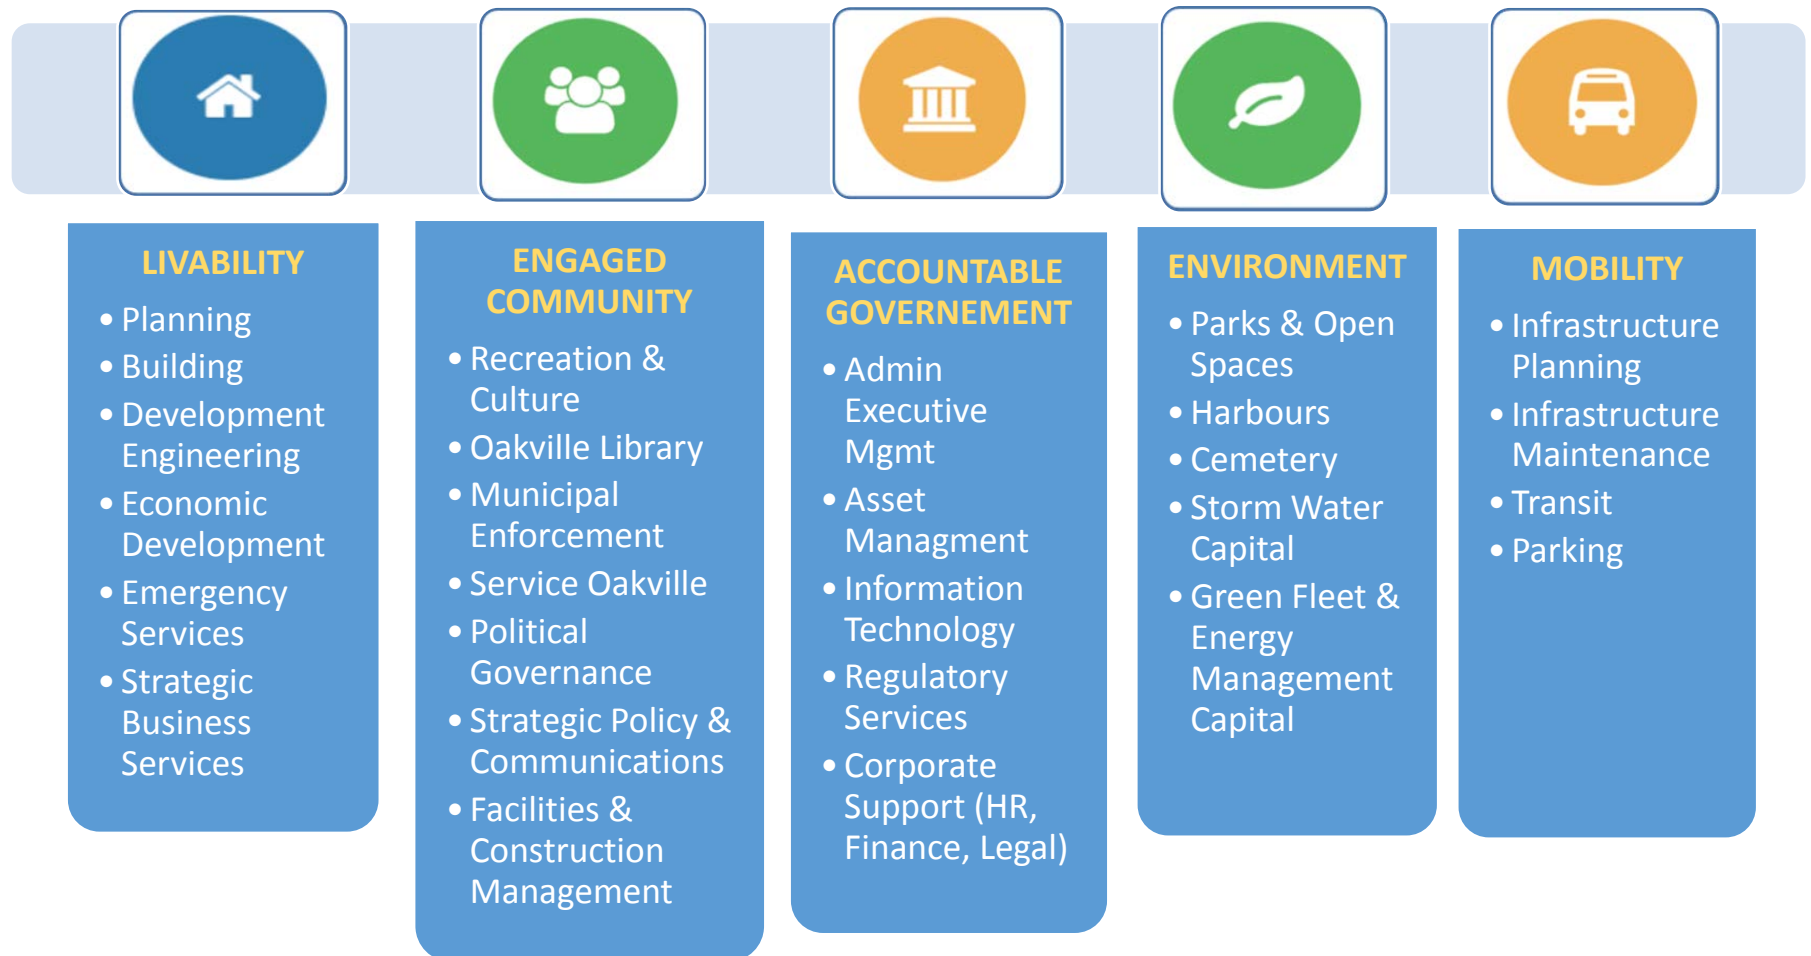 LIVABILITY
• Planning
• Building
• Development
Engineering
• Economic
Development
• Emergency
Services
• Strategic
Business
Services
ENGAGED
COMMUNITY
• Recreation &
Culture
• Oakville Library
• Municipal
Enforcement
• Service Oakville
• Political
Governance
• Strategic Policy &
Communications
• Facilities &
Construction
Management
ACCOUNTABLE
GOVERNEMENT
• Admin
Executive
Mgmt
• Asset
Managment
• Information
Technology
• Regulatory
Services
• Corporate
Support (HR,
Finance, Legal)
ENVIRONMENT
• Parks & Open
Spaces
• Harbours
• Cemetery
• Storm Water
Capital
• Green Fleet &
Energy
Management
Capital
MOBILITY
• Infrastructure
Planning
• Infrastructure
Maintenance
• Transit
• Parking